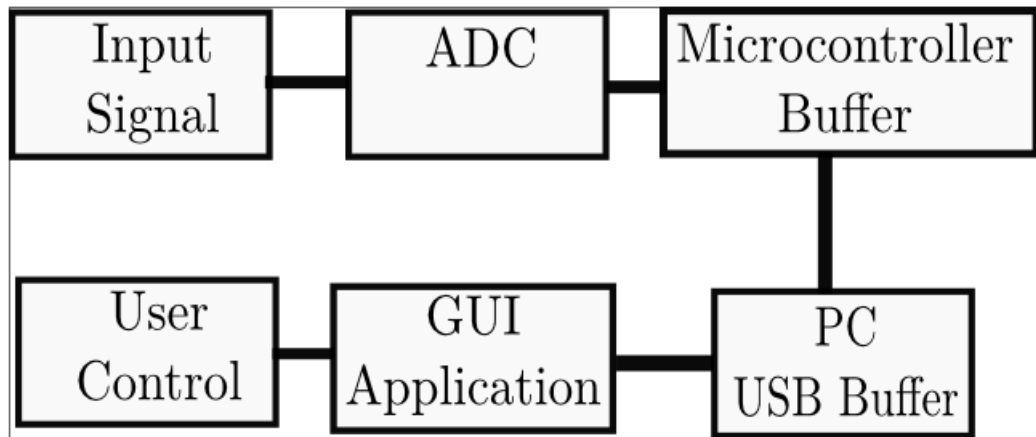 Input
Signal
ADC
Microcontroller
Buffer
User
Control
GUI
Application
PC
USB Buffer